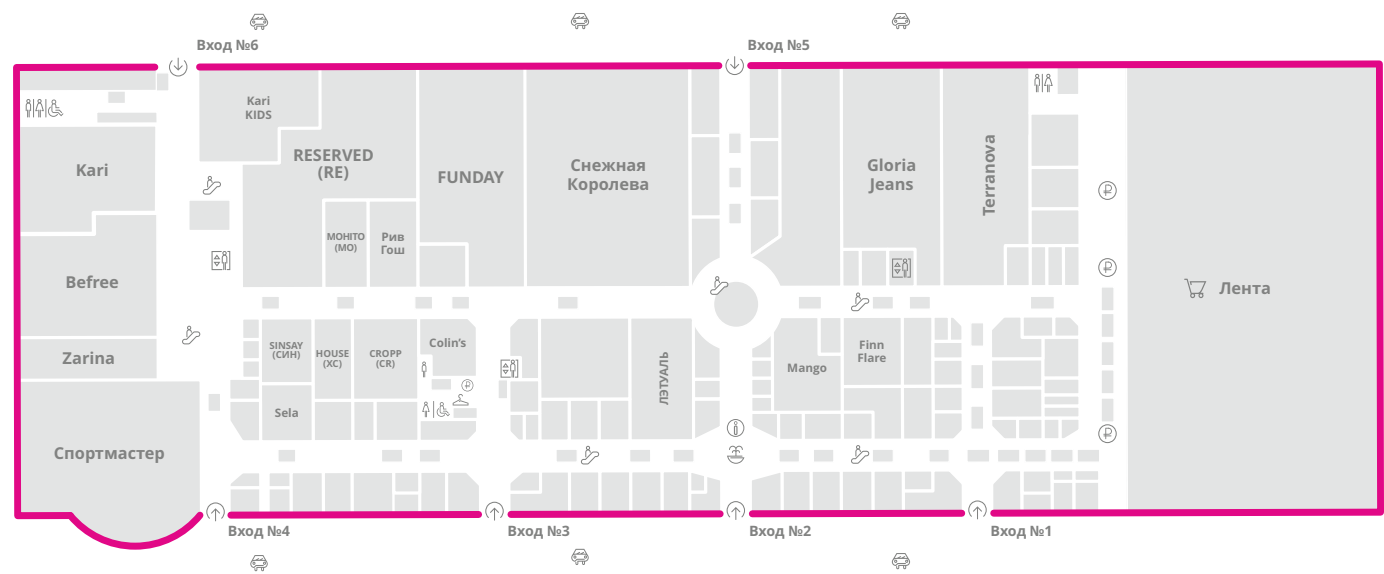 Вход №6
Вход №5
Kari
KIDS
RESERVED
(RE)
FUNDAY
Снежная
Королева
Gloria
Jeans
Terranova
Kari
MOHITO
(MO)
Рив
Гош
Befree
Лента
Zarina
SINSAY
(СИН)
HOUSE
(ХС)
CROPP
(CR)
Colin's
ЛЭТУАЛЬ
Mango
Finn
Flare
Sela
Спортмастер
Вход №4
Вход №3
Вход №2
Вход №1